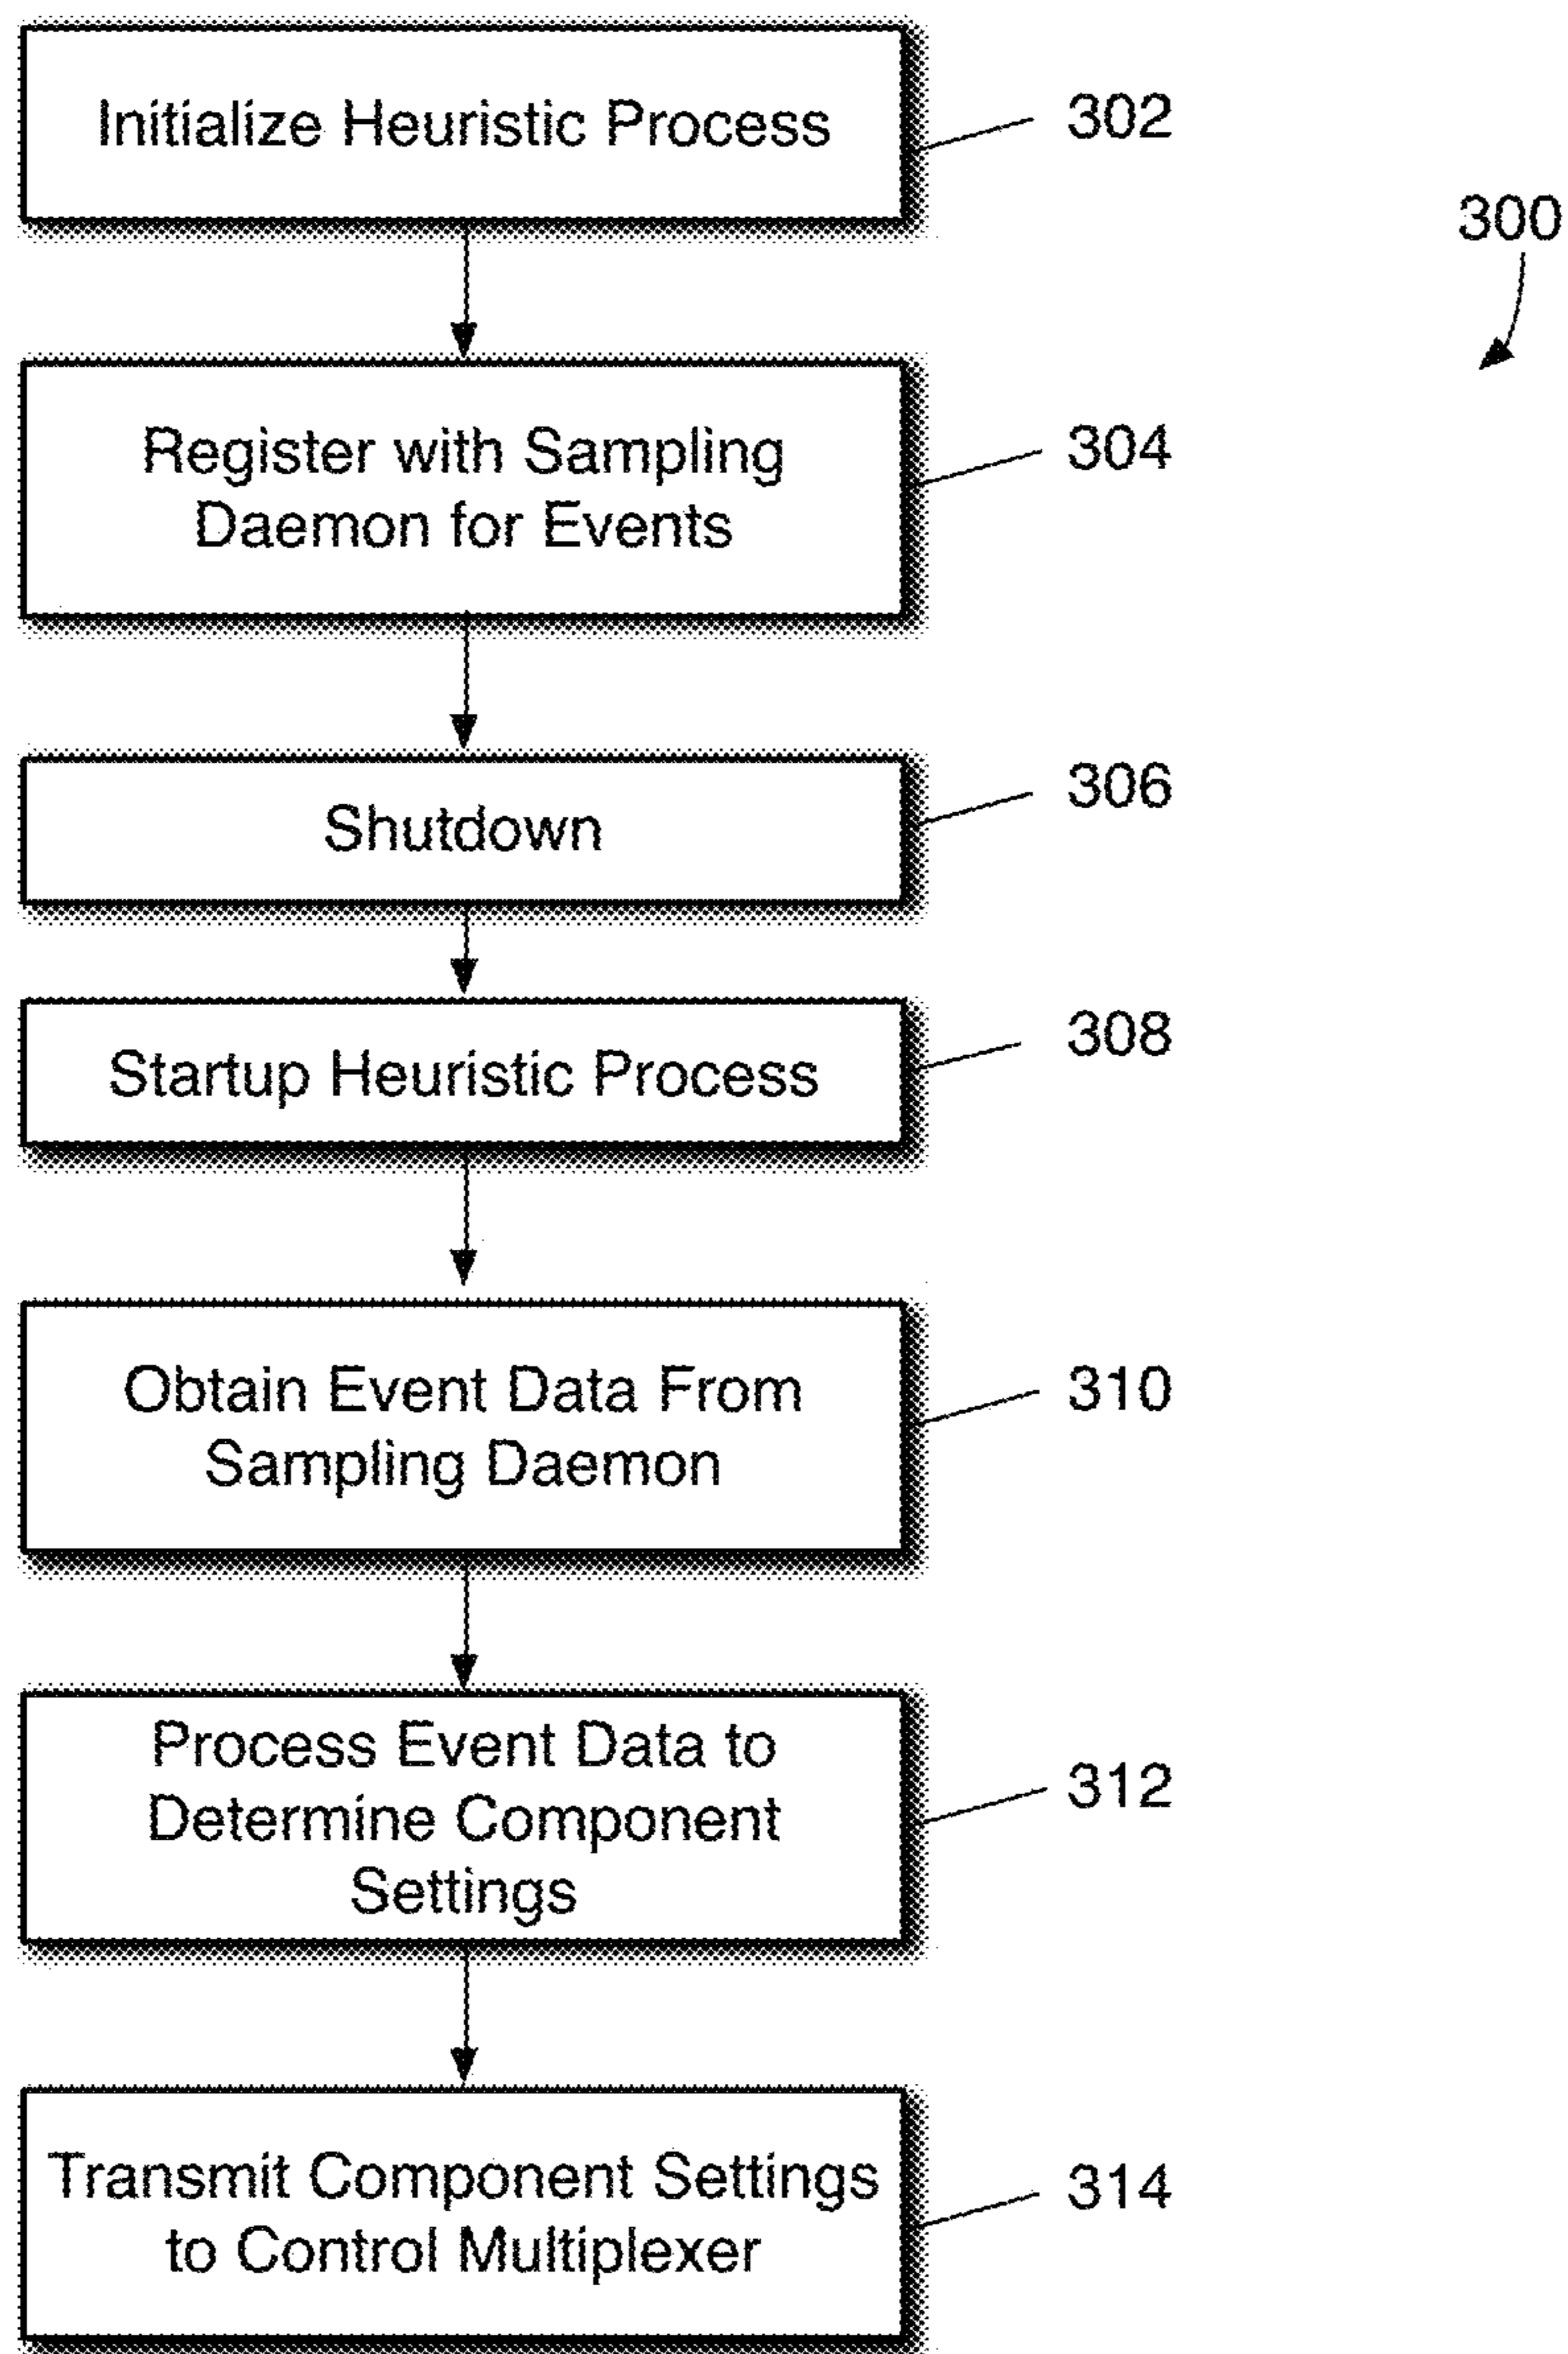 Initialize Heuristic Process
302
300
Register with Sampling
Daemon for Events
304
Shutdown
306
Startup Heuristic Process
308
Obtain Event Data From
Sampling Daemon
310
Process Event Data to
Determine Component
Settings
312
Transmit Component Settings
to Control Multiplexer
314